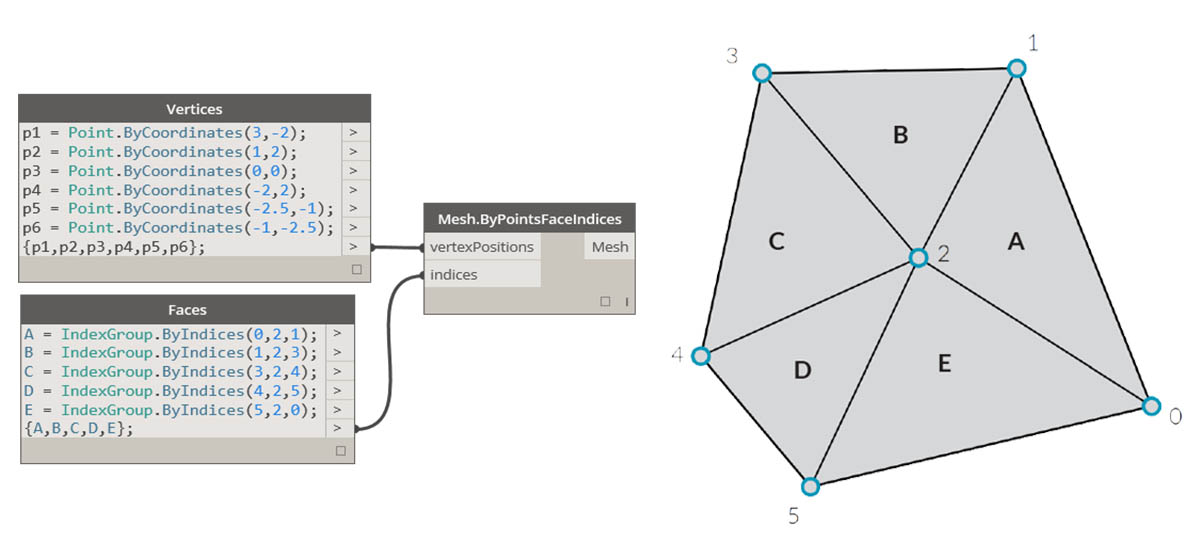 Vertices
p1 = Point.ByCoordinates(3,-2); >
p2 = Point.ByCoordinates(1,2); >
p3 = Point.ByCoordinates(0,0); >
p4 = Point.ByCoordinates(-2,2); >
p5 = Point.ByCoordinates(-2.5,-1); >
p6 = Point.ByCoordinates(-1,-2.5); >
{p1,p2,p3,p4,p5,p6}; >
Faces
A = IndexGroup.ByIndices(0,2,1); >
B = IndexGroup.ByIndices(1,2,3); >
C = IndexGroup.ByIndices(3,2,4); >
D = IndexGroup.ByIndices(4,2,5); >
E = IndexGroup.ByIndices(5,2,0); >
{A,B,C,D,E}; >
Mesh.ByPointsFaceIndices
vertexPositions Mesh
indices
3
1
B
C
2
A
4
D
E
0
5